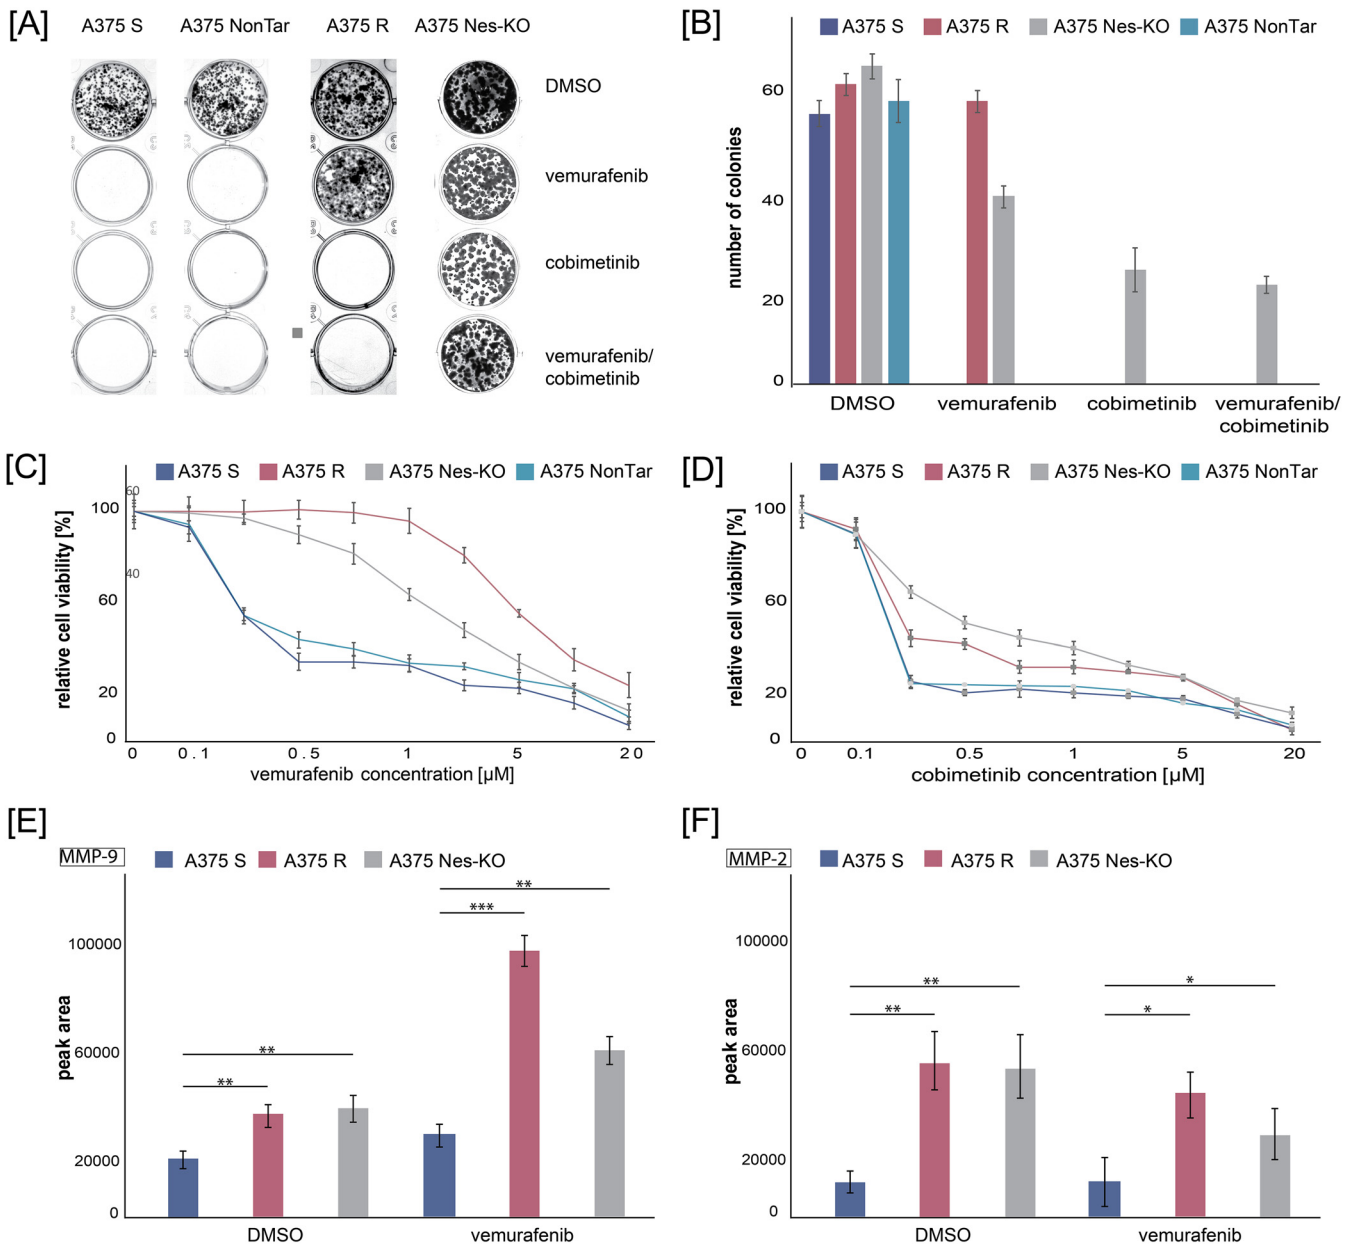 [A]
A375 S A375 NonTar A375 R A375 Nes-KO
DMSO
vemurafenib
cobimetinib
vemurafenib/
cobimetinib
[B]
A375 S A375 R A375 Nes-KO A375 NonTar
number of colonies
60
40
20
0
DMSO vemurafenib cobimetinib vemurafenib/
cobimetinib
[C]
A375 S A375 R A375 Nes-KO A375 NonTar
relative cell viability [%]
60
100
40
60
20
0
0 0.1 0.5 1 5 20
vemurafenib concentration [µM]
[D]
A375 S A375 R A375 Nes-KO A375 NonTar
relative cell viability [%]
100
60
20
0
0 0.1 0.5 1 5 20
cobimetinib concentration [µM]
[E]
MMP-9 A375 S A375 R A375 Nes-KO
peak area
100000
60000
20000
0
** ** *** **
DMSO vemurafenib
[F]
MMP-2 A375 S A375 R A375 Nes-KO
peak area
100000
60000
20000
0
** ** * *
DMSO vemurafenib